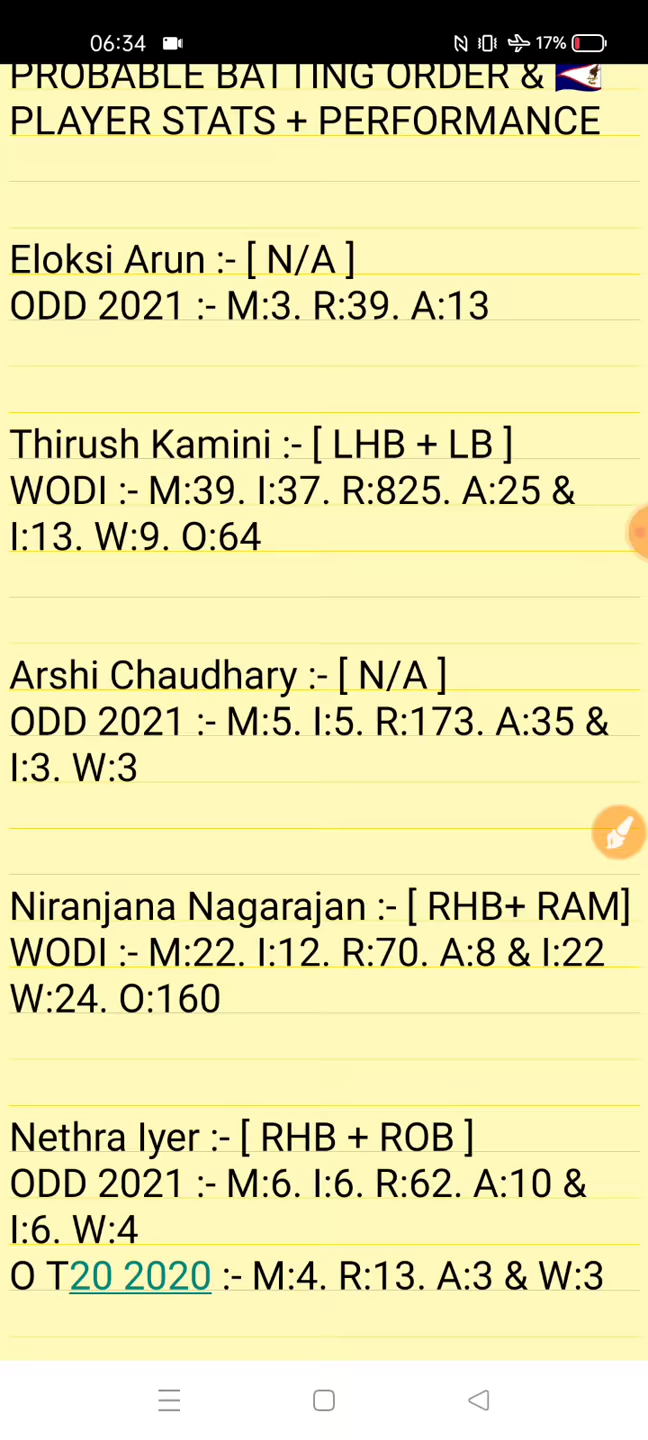 06:34 17%
PROBABLE BATTING ORDER & 🇦🇸
PLAYER STATS + PERFORMANCE
Eloksi Arun :- [ N/A ]
ODD 2021 :- M:3. R:39. A:13
Thirush Kamini :- [ LHB + LB ]
WODI :- M:39. I:37. R:825. A:25 &
I:13. W:9. O:64
Arshi Chaudhary :- [ N/A ]
ODD 2021 :- M:5. I:5. R:173. A:35 &
I:3. W:3
Niranjana Nagarajan :- [ RHB+ RAM]
WODI :- M:22. I:12. R:70. A:8 & I:22
W:24. O:160
Nethra Iyer :- [ RHB + ROB ]
ODD 2021 :- M:6. I:6. R:62. A:10 &
I:6. W:4
O T20 2020 :- M:4. R:13. A:3 & W:3